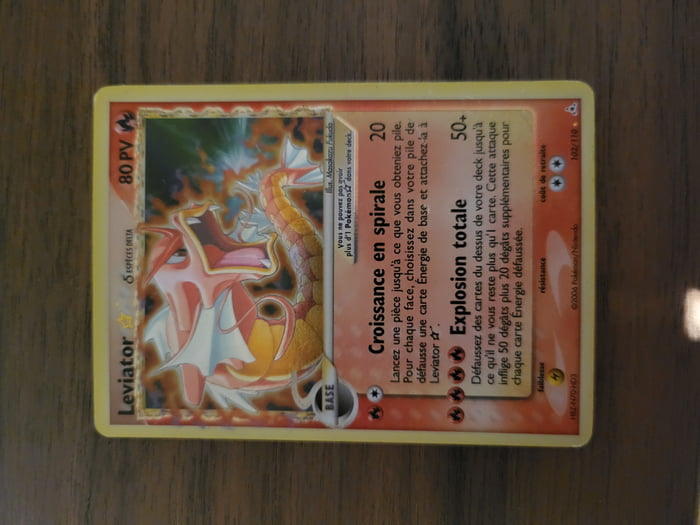 Leviator ☆ δ ESPÈCES DELTA 80 PV
BASE
Illus. Masakazu Fukuda
Vous ne pouvez pas avoir
plus d'1 Pokémon☆ dans votre deck.
Croissance en spirale 20
Lancez une pièce jusqu'à ce que vous obteniez pile.
Pour chaque face, choisissez dans votre pile de
défausse une carte Énergie de base et attachez-la à
Leviator ☆.
Explosion totale 50+
Défaussez des cartes du dessus de votre deck jusqu'à
ce qu'il ne vous reste plus qu'1 carte. Cette attaque
inflige 50 dégâts plus 20 dégâts supplémentaires pour
chaque carte Énergie défaussée.
faiblesse résistance coût de retraite
©2006 Pokémon/Nintendo 102/110